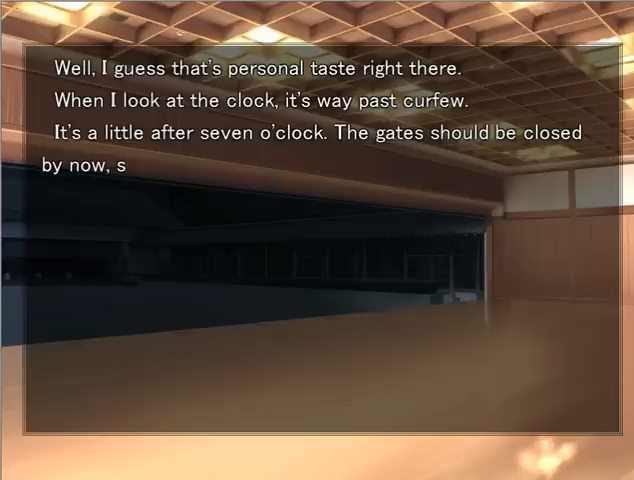 Well, I guess that's personal taste right there.
When I look at the clock, it's way past curfew.
It's a little after seven o'clock. The gates should be closed
by now, s